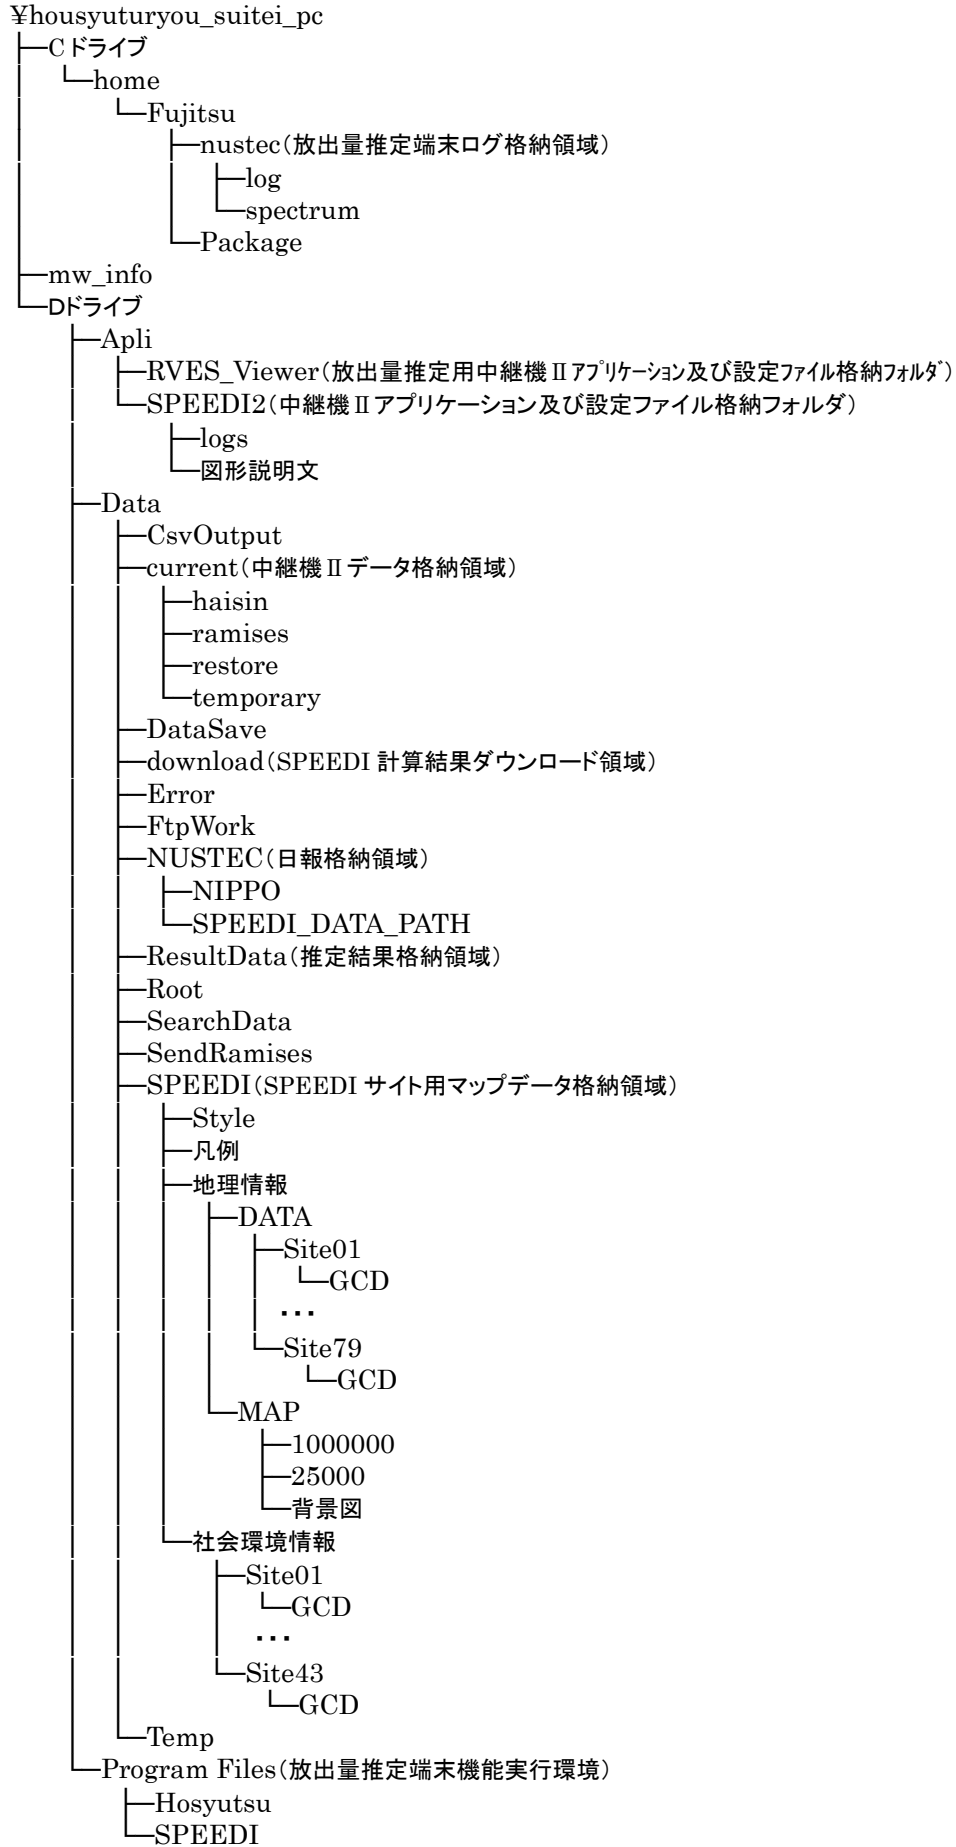 ¥housyuturyou_suitei_pc
Cドライブ
home
Fujitsu
nustec(放出量推定端末ログ格納領域)
log
spectrum
Package
mw_info
Dドライブ
Apli
RVES_Viewer(放出量推定用中継機Ⅱアプリケーション及び設定ファイル格納フォルダ)
SPEEDI2(中継機Ⅱアプリケーション及び設定ファイル格納フォルダ)
logs
図形説明文
Data
CsvOutput
current(中継機Ⅱデータ格納領域)
haisin
ramises
restore
temporary
DataSave
download(SPEEDI 計算結果ダウンロード領域)
Error
FtpWork
NUSTEC(日報格納領域)
NIPPO
SPEEDI_DATA_PATH
ResultData(推定結果格納領域)
Root
SearchData
SendRamises
SPEEDI(SPEEDI サイト用マップデータ格納領域)
Style
凡例
地理情報
DATA
Site01
GCD
・・・
Site79
GCD
MAP
1000000
25000
背景図
社会環境情報
Site01
GCD
・・・
Site43
GCD
Temp
Program Files(放出量推定端末機能実行環境)
Hosyutsu
SPEEDI